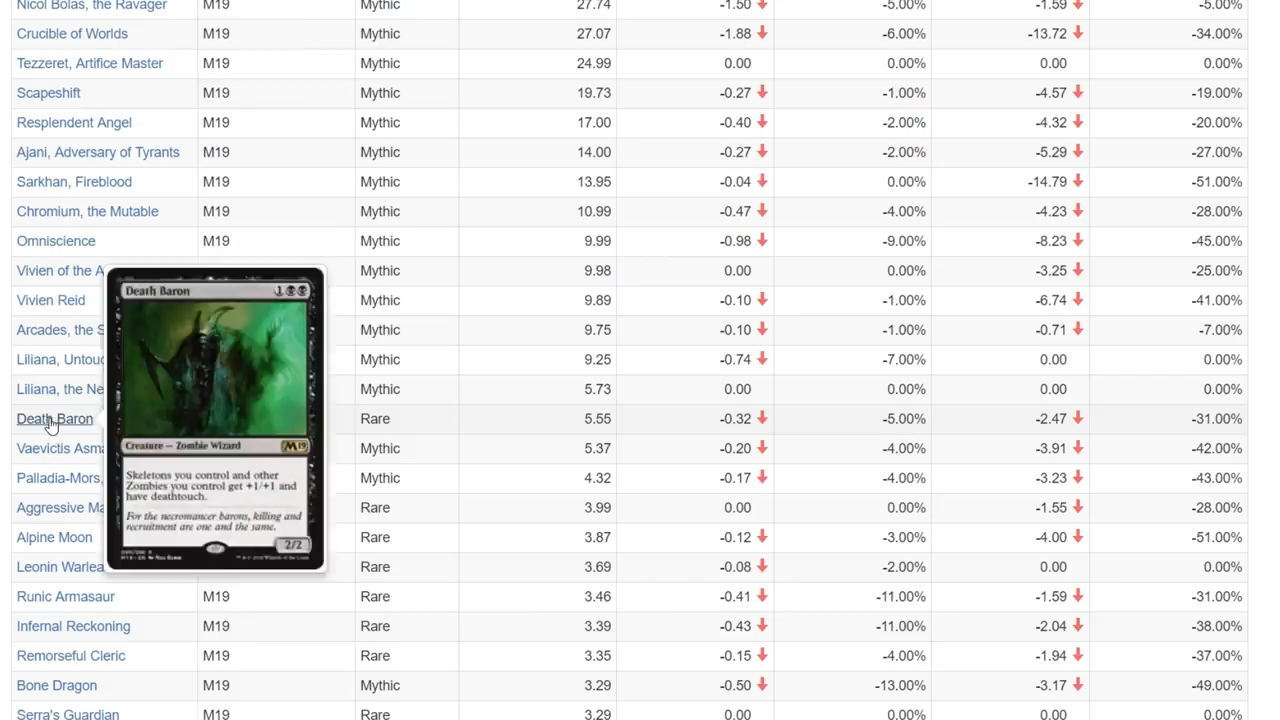 Nicol Bolas, the Ravager M19 Mythic 27.74 -1.50 -5.00% -1.59 -5.00%
Crucible of Worlds M19 Mythic 27.07 -1.88 -6.00% -13.72 -34.00%
Tezzeret, Artifice Master M19 Mythic 24.99 0.00 0.00% 0.00 0.00%
Scapeshift M19 Mythic 19.73 -0.27 -1.00% -4.57 -19.00%
Resplendent Angel M19 Mythic 17.00 -0.40 -2.00% -4.32 -20.00%
Ajani, Adversary of Tyrants M19 Mythic 14.00 -0.27 -2.00% -5.29 -27.00%
Sarkhan, Fireblood M19 Mythic 13.95 -0.04 0.00% -14.79 -51.00%
Chromium, the Mutable M19 Mythic 10.99 -0.47 -4.00% -4.23 -28.00%
Omniscience M19 Mythic 9.99 -0.98 -9.00% -8.23 -45.00%
Vivien of the A Mythic 9.98 0.00 0.00% -3.25 -25.00%
Vivien Reid Mythic 9.89 -0.10 -1.00% -6.74 -41.00%
Arcades, the S Mythic 9.75 -0.10 -1.00% -0.71 -7.00%
Liliana, Untou Mythic 9.25 -0.74 -7.00% 0.00 0.00%
Liliana, the Ne Mythic 5.73 0.00 0.00% 0.00 0.00%
Death Baron Rare 5.55 -0.32 -5.00% -2.47 -31.00%
Vaevictis Asma Mythic 5.37 -0.20 -4.00% -3.91 -42.00%
Palladia-Mors, Mythic 4.32 -0.17 -4.00% -3.23 -43.00%
Aggressive Ma Rare 3.99 0.00 0.00% -1.55 -28.00%
Alpine Moon Rare 3.87 -0.12 -3.00% -4.00 -51.00%
Leonin Warlea Rare 3.69 -0.08 -2.00% 0.00 0.00%
Runic Armasaur M19 Rare 3.46 -0.41 -11.00% -1.59 -31.00%
Infernal Reckoning M19 Rare 3.39 -0.43 -11.00% -2.04 -38.00%
Remorseful Cleric M19 Rare 3.35 -0.15 -4.00% -1.94 -37.00%
Bone Dragon M19 Mythic 3.29 -0.50 -13.00% -3.17 -49.00%
Serra's Guardian M19 Rare 3.29 0.00 0.00% 0.00 0.00%
Death Baron 1
Creature — Zombie Wizard M19
Skeletons you control and other
Zombies you control get +1/+1 and
have deathtouch.
For the necromancer barons, killing and
recruitment are one and the same.
2/2